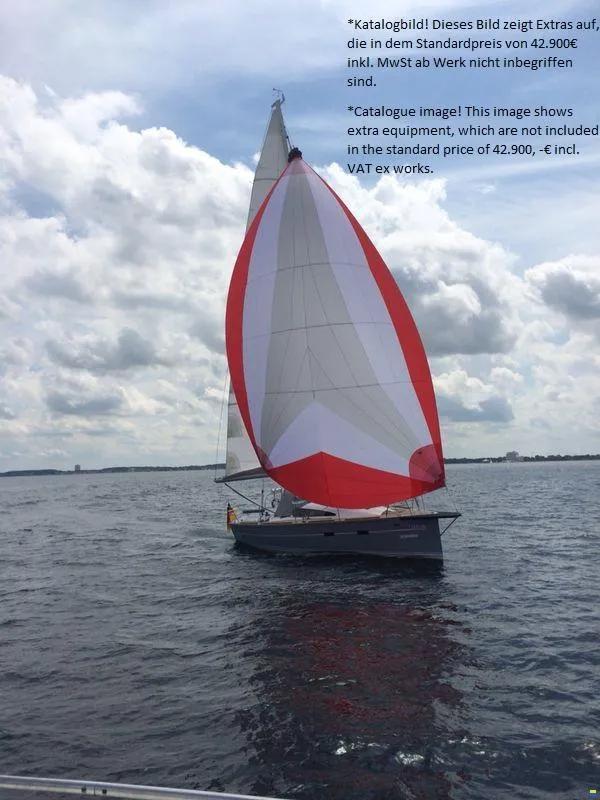 *Katalogbild! Dieses Bild zeigt Extras auf,
die in dem Standardpreis von 42.900€
inkl. MwSt ab Werk nicht inbegriffen
sind.
*Catalogue image! This image shows
extra equipment, which are not included
in the standard price of 42.900, -€ incl.
VAT ex works.